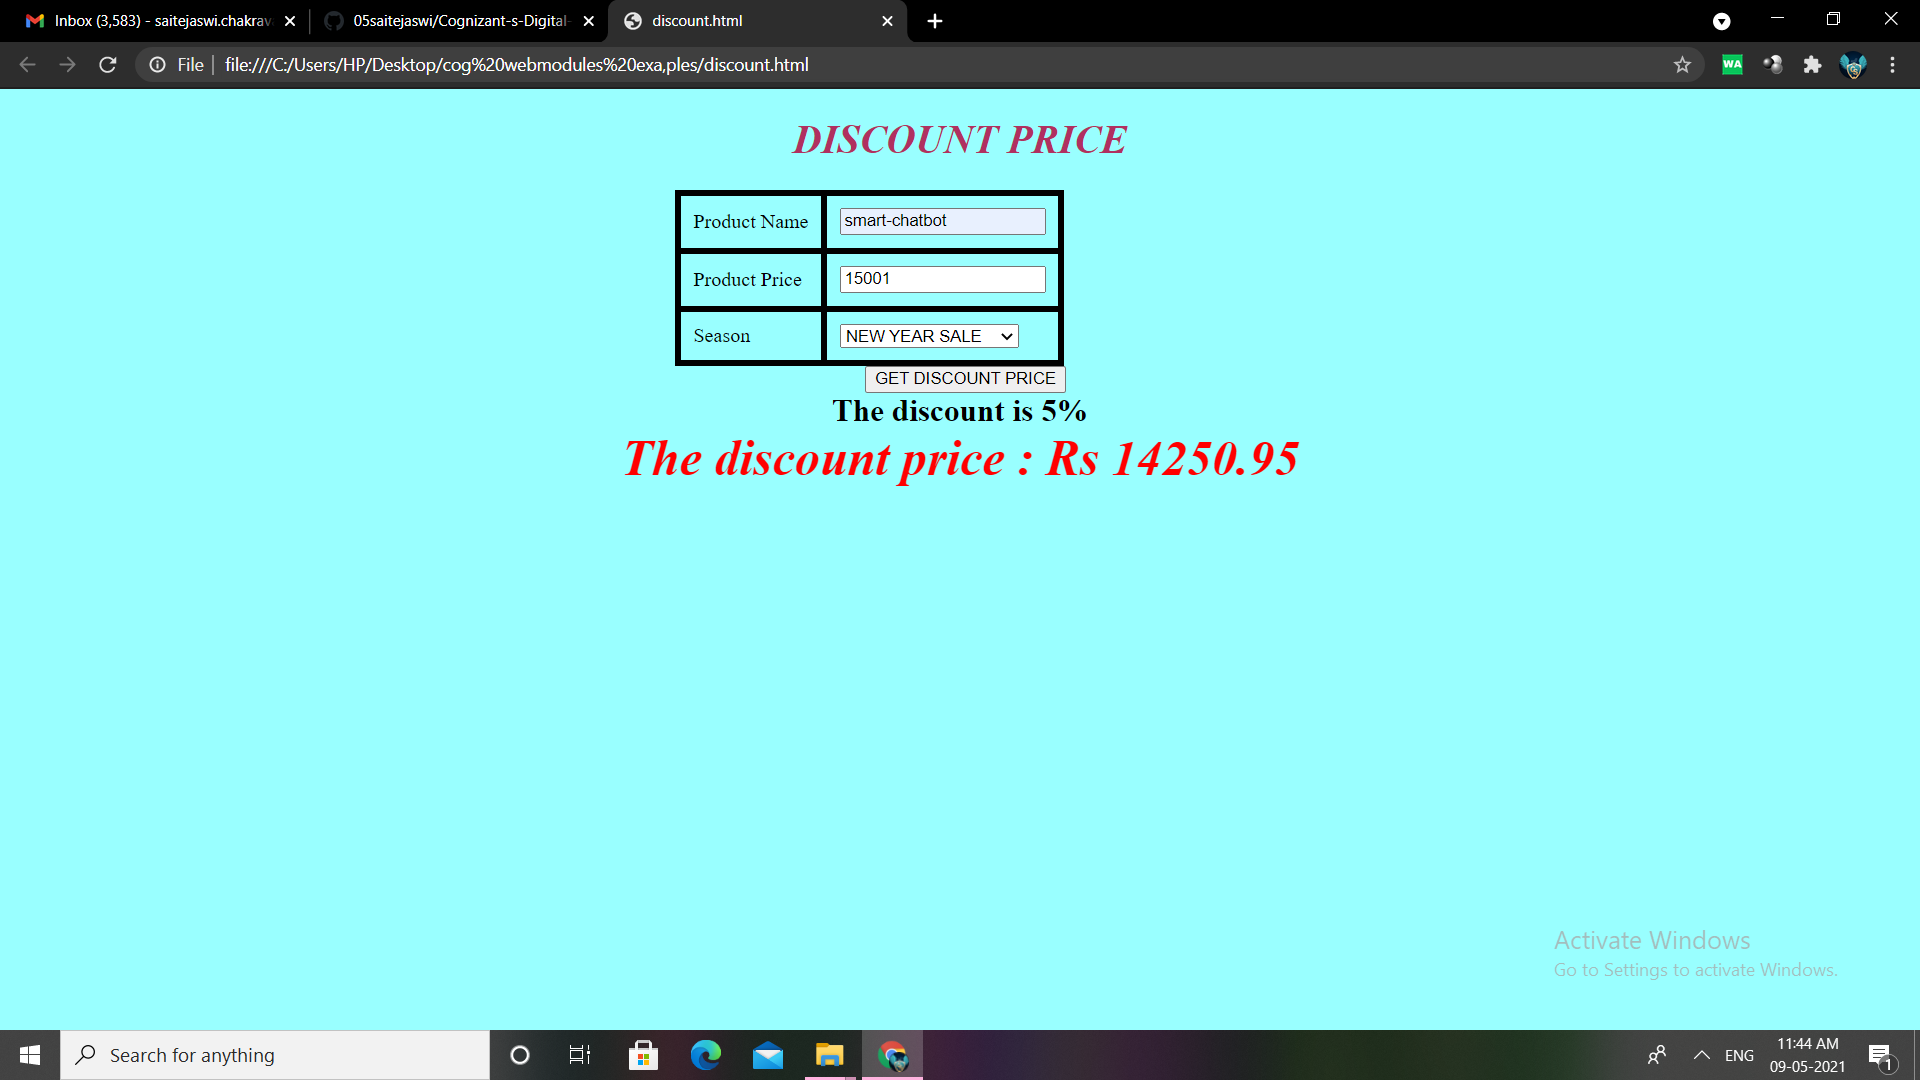 Inbox (3,583) - saitejaswi.chakrav
05saitejaswi/Cognizant-s-Digital-
discount.html
File
file:///C:/Users/HP/Desktop/cog%20webmodules%20exa,ples/discount.html
WA
DISCOUNT PRICE
Product Name
smart-chatbot
Product Price
15001
Season
NEW YEAR SALE
GET DISCOUNT PRICE
The discount is 5%
The discount price : Rs 14250.95
Activate Windows
Go to Settings to activate Windows.
Search for anything
ENG
11:44 AM
09-05-2021
1